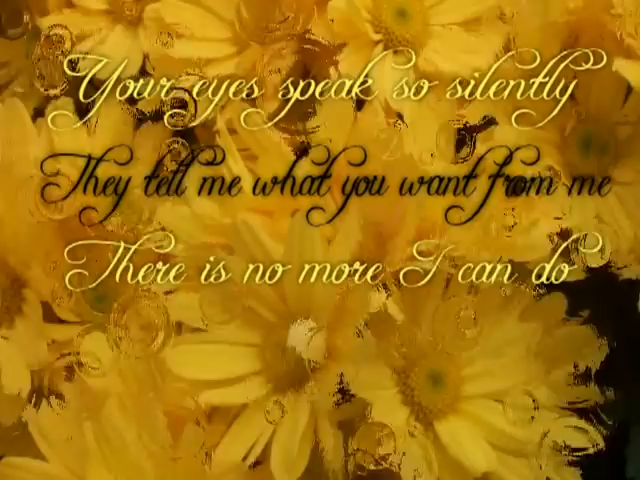 Your eyes speak so silently
They tell me what you want from me
There is no more I can do